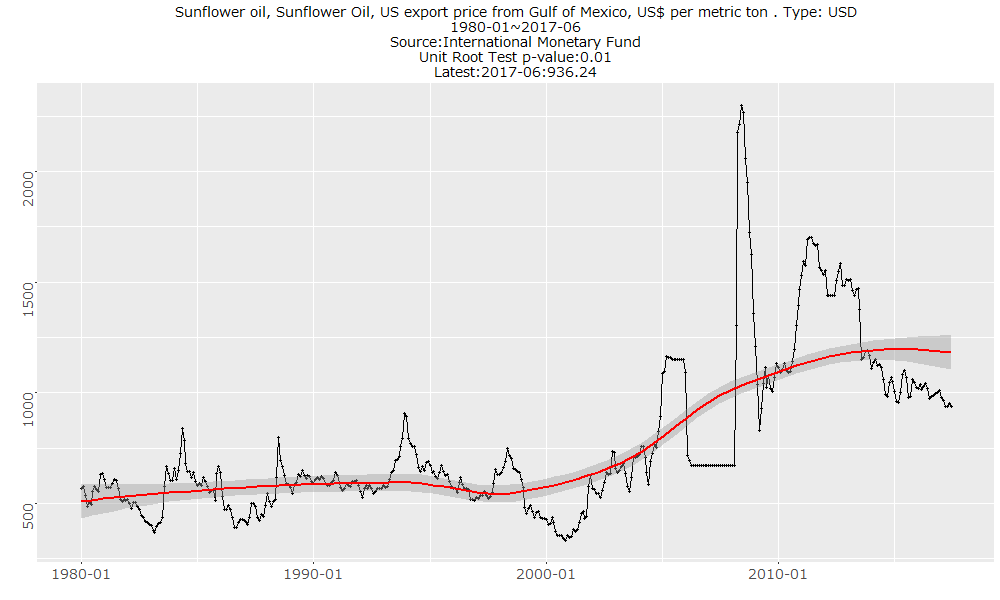 Sunflower oil, Sunflower Oil, US export price from Gulf of Mexico, US$ per metric ton . Type: USD
1980-01~2017-06
Source:International Monetary Fund
Unit Root Test p-value:0.01
Latest:2017-06:936.24
2000
1500
1000
500
1980-01
1990-01
2000-01
2010-01